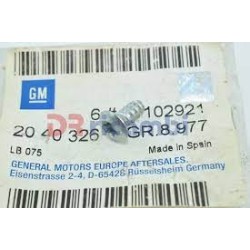 GM
102921
20 40 326 GR.8.977
LB 075 Made in Spain
GENERAL MOTORS EUROPE AFTERSALES.
Eisenstrasse 2-4, D-65428 Rüsselsheim Germany